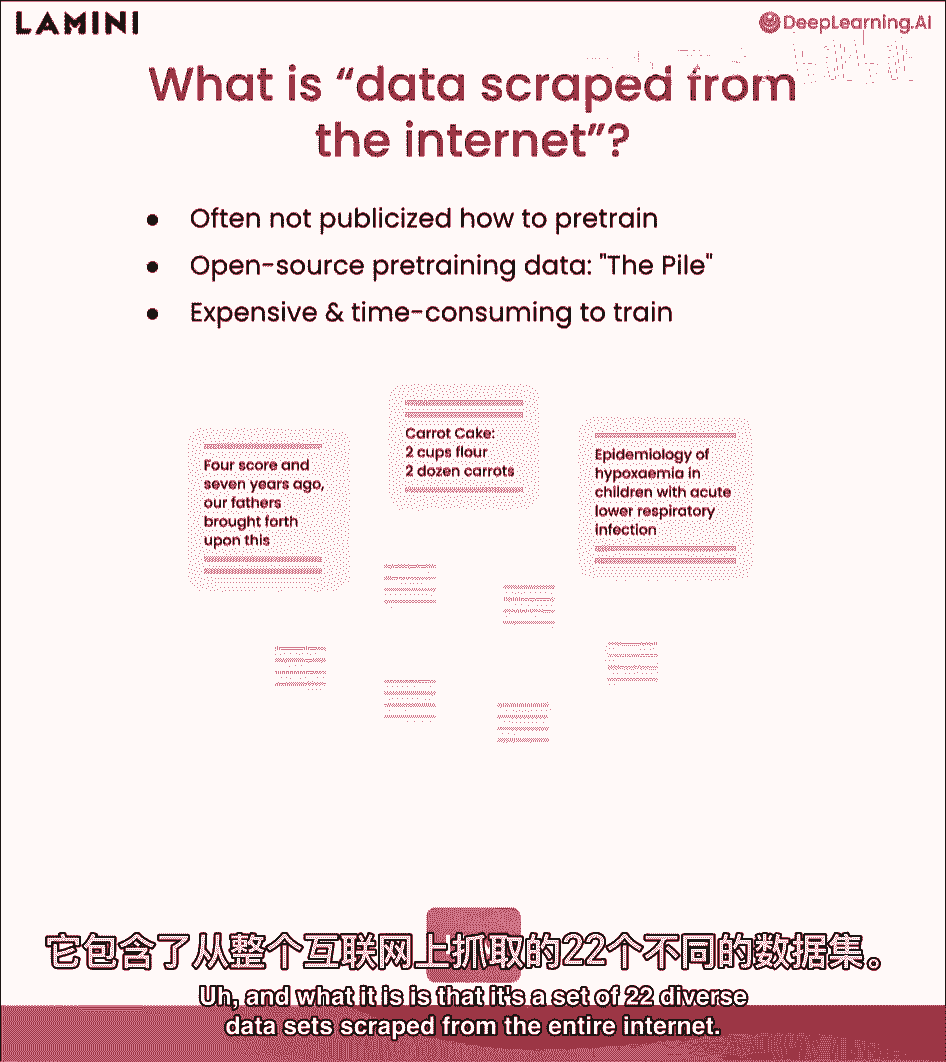 LAMINI
DeepLearning.AI
What is “data scraped from
the internet”?
● Often not publicized how to pretrain
● Open-source pretraining data: "The Pile"
● Expensive & time-consuming to train
Four score and
seven years ago,
our fathers
brought forth
upon this
Carrot Cake:
2 cups flour
2 dozen carrots
Epidemiology of
hypoxaemia in
children with acute
lower respiratory
infection
它包含了从整个互联网上抓取的22个不同的数据集。
Uh, and what it is is that it's a set of 22 diverse
data sets scraped from the entire internet.